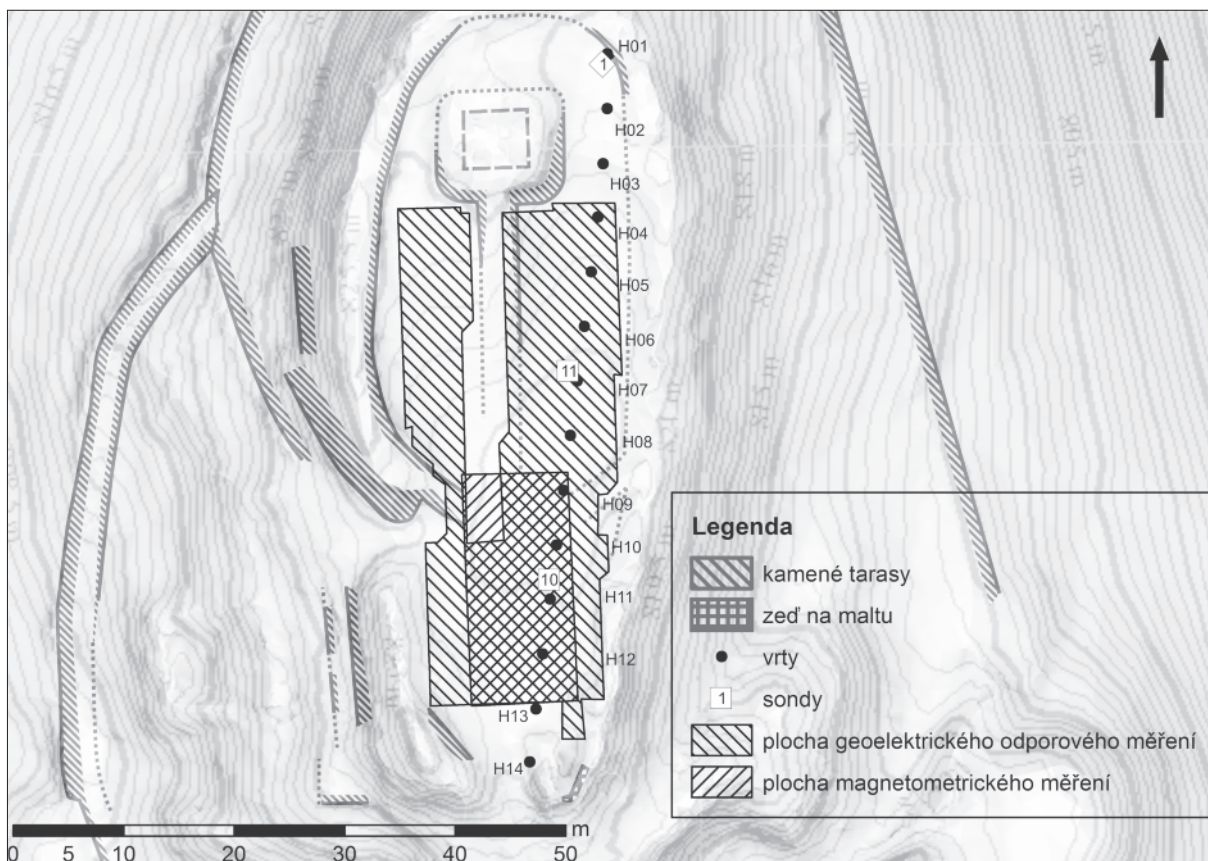 H01
1
H02
H03
H04
H05
H06
11
H07
H08
H09
H10
10
H11
H12
H13
H14
Legenda
kamené tarasy
zeď na maltu
vrty
1 sondy
plocha geoelektrického odporového měření
plocha magnetometrického měření
m
0 5 10 20 30 40 50